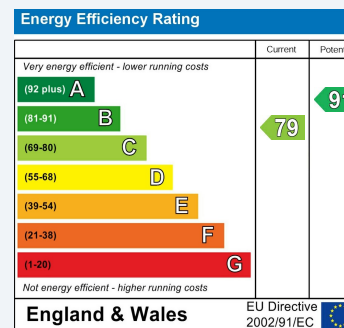 Energy Efficiency Rating
Current Potent
Very energy efficient - lower running costs
(92 plus) A
(81-91) B
(69-80) C
(55-68) D
(39-54) E
(21-38) F
(1-20) G
79
91
Not energy efficient - higher running costs
England & Wales
EU Directive
2002/91/EC